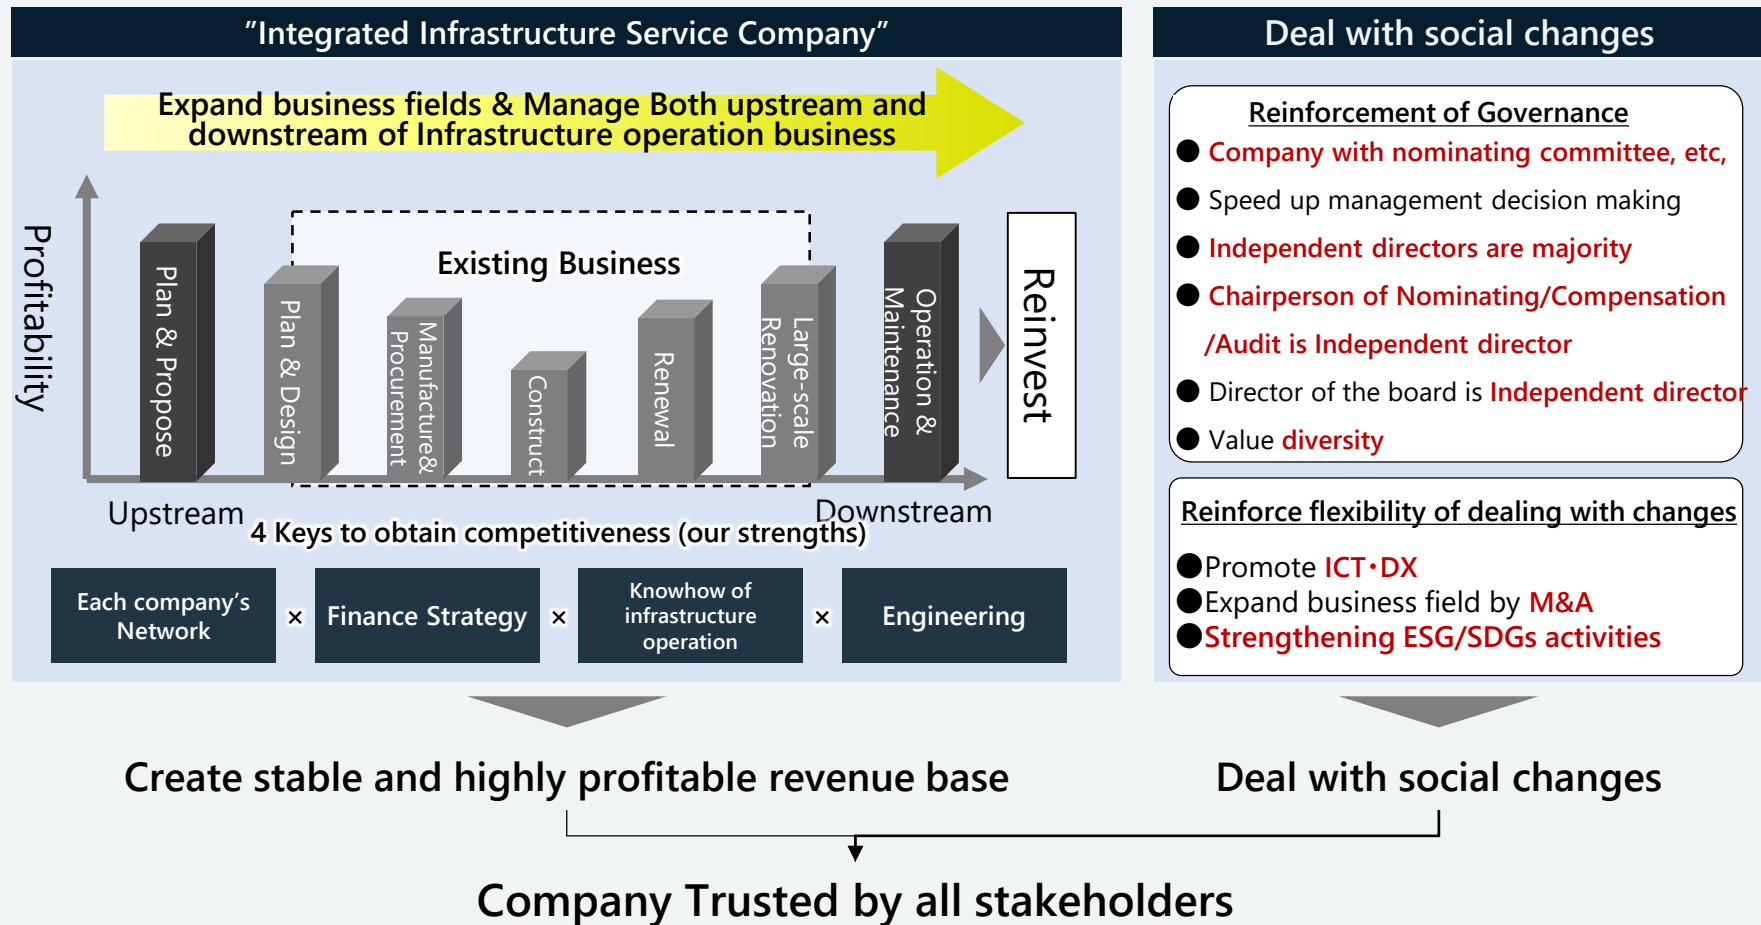 ”Integrated Infrastructure Service Company”
Expand business fields & Manage Both upstream and
downstream of Infrastructure operation business
Profitability
Existing Business
Plan & Propose
Plan & Design
Manufacture&
Procurement
Construct
Renewal
Large-scale
Renovation
Operation &
Maintenance
Reinvest
Upstream
Downstream
4 Keys to obtain competitiveness (our strengths)
Each company’s
Network
×
Finance Strategy
×
Knowhow of
infrastructure
operation
×
Engineering
Deal with social changes
Reinforcement of Governance
● Company with nominating committee, etc,
● Speed up management decision making
● Independent directors are majority
● Chairperson of Nominating/Compensation
/Audit is Independent director
● Director of the board is Independent director
● Value diversity
Reinforce flexibility of dealing with changes
●Promote ICT・DX
●Expand business field by M&A
●Strengthening ESG/SDGs activities
Create stable and highly profitable revenue base
Deal with social changes
Company Trusted by all stakeholders